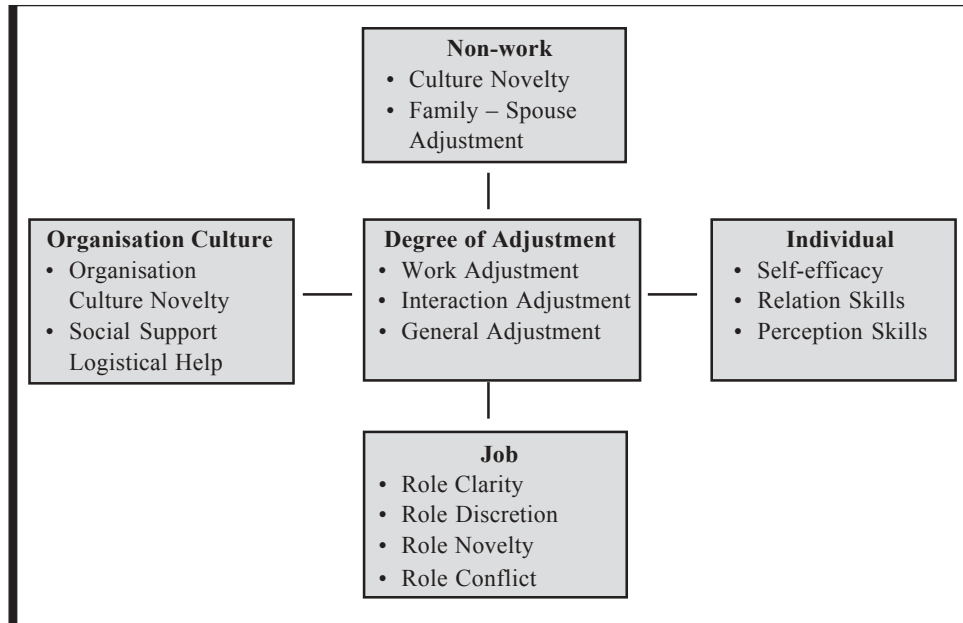 Non-work
• Culture Novelty
• Family – Spouse
Adjustment
Organisation Culture
• Organisation
Culture Novelty
• Social Support
Logistical Help
Degree of Adjustment
• Work Adjustment
• Interaction Adjustment
• General Adjustment
Individual
• Self-efficacy
• Relation Skills
• Perception Skills
Job
• Role Clarity
• Role Discretion
• Role Novelty
• Role Conflict